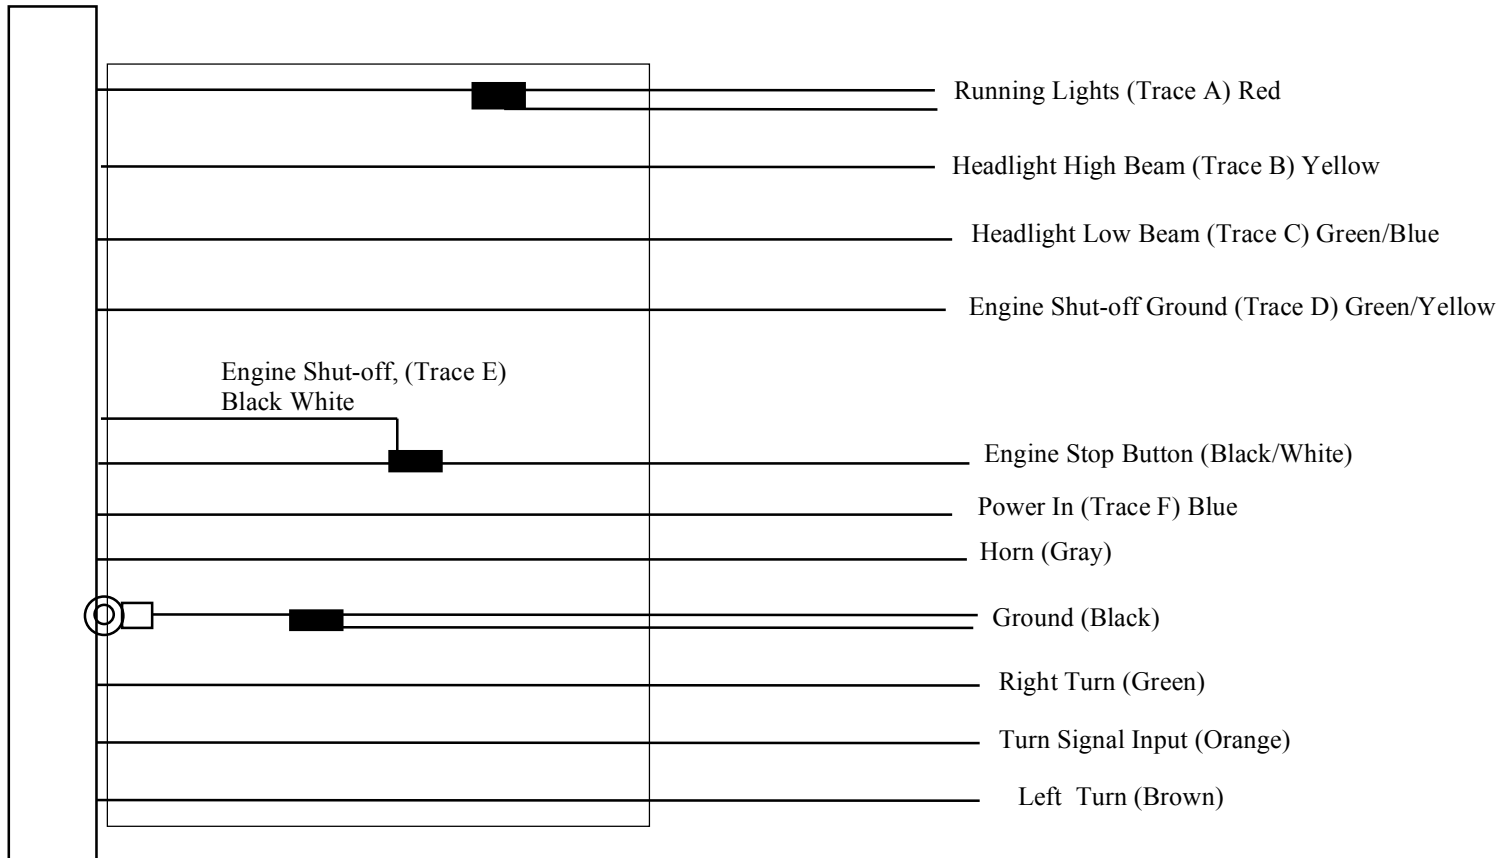 Running Lights (Trace A) Red
Headlight High Beam (Trace B) Yellow
Headlight Low Beam (Trace C) Green/Blue
Engine Shut-off Ground (Trace D) Green/Yellow
Engine Shut-off, (Trace E)
Black White
Engine Stop Button (Black/White)
Power In (Trace F) Blue
Horn (Gray)
Ground (Black)
Right Turn (Green)
Turn Signal Input (Orange)
Left  Turn (Brown)